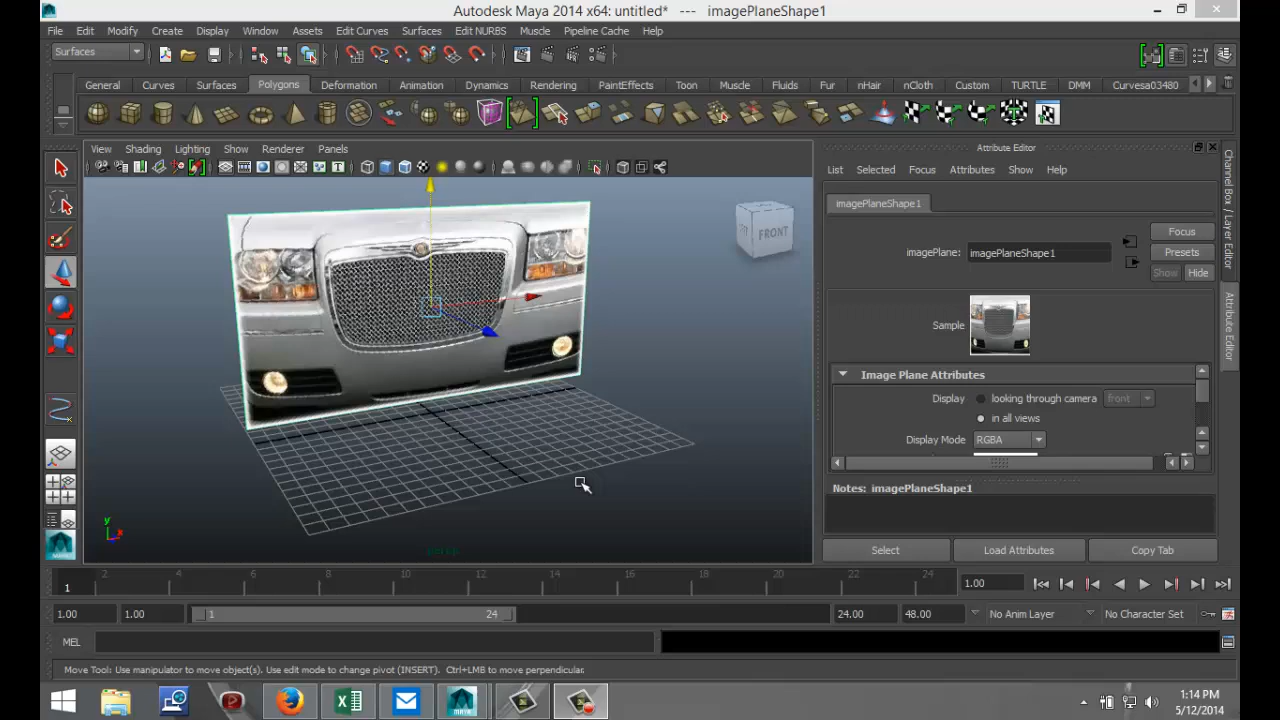 Autodesk Maya 2014 x64: untitled* --- imagePlaneShape1
File Edit Modify Create Display Window Assets Edit Curves Surfaces Edit NURBS Muscle Pipeline Cache Help
Surfaces
General Curves Surfaces Polygons Deformation Animation Dynamics Rendering PaintEffects Toon Muscle Fluids Fur nHair nCloth Custom TURTLE DMM Curvesa03480
View Shading Lighting Show Renderer Panels
Attribute Editor
List Selected Focus Attributes Show Help
imagePlaneShape1
Focus
imagePlane: imagePlaneShape1
Presets
Show Hide
FRONT
Sample
Image Plane Attributes
Display looking through camera front
in all views
Display Mode RGBA
Notes: imagePlaneShape1
Select Load Attributes Copy Tab
Channel Box / Layer Editor
Attribute Editor
y
x
persp
2 4 6 8 10 12 14 16 18 20 22 24
1
1.00
1.00 1.00 1 24 24.00 48.00 No Anim Layer No Character Set
MEL
Move Tool: Use manipulator to move object(s). Use edit mode to change pivot (INSERT). Ctrl+LMB to move perpendicular.
1:14 PM
5/12/2014